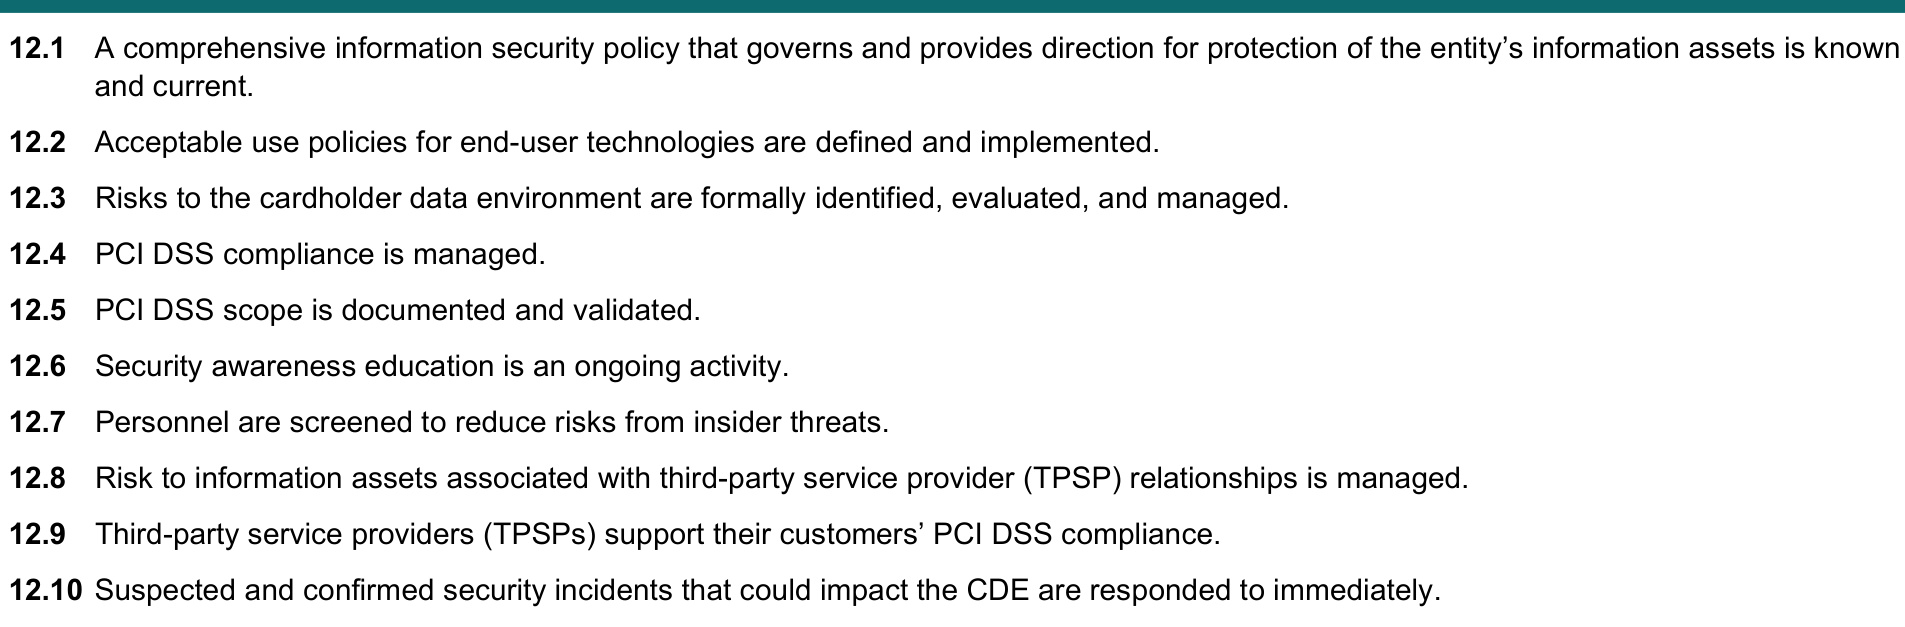 12.1 A comprehensive information security policy that governs and provides direction for protection of the entity’s information assets is known
and current.
12.2 Acceptable use policies for end-user technologies are defined and implemented.
12.3 Risks to the cardholder data environment are formally identified, evaluated, and managed.
12.4 PCI DSS compliance is managed.
12.5 PCI DSS scope is documented and validated.
12.6 Security awareness education is an ongoing activity.
12.7 Personnel are screened to reduce risks from insider threats.
12.8 Risk to information assets associated with third-party service provider (TPSP) relationships is managed.
12.9 Third-party service providers (TPSPs) support their customers’ PCI DSS compliance.
12.10 Suspected and confirmed security incidents that could impact the CDE are responded to immediately.